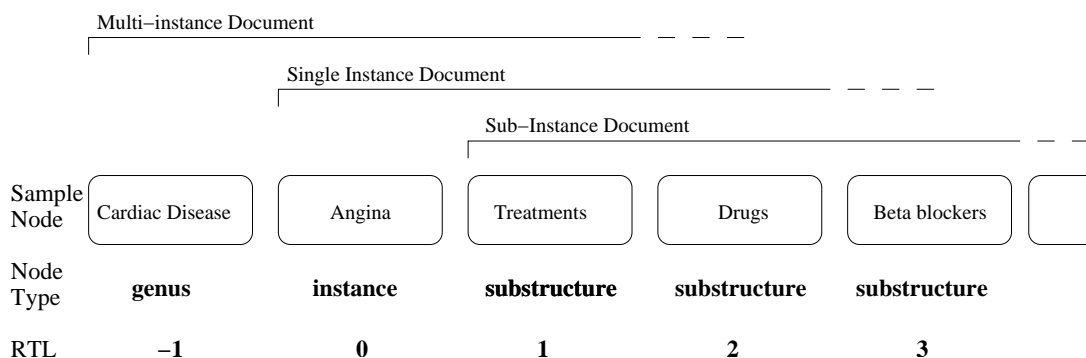 Multi−instance Document
Single Instance Document
Sub−Instance Document
Sample Node
Cardiac Disease Angina Treatments Drugs Beta blockers
Node Type
genus instance substructure substructure substructure
RTL −1 0 1 2 3